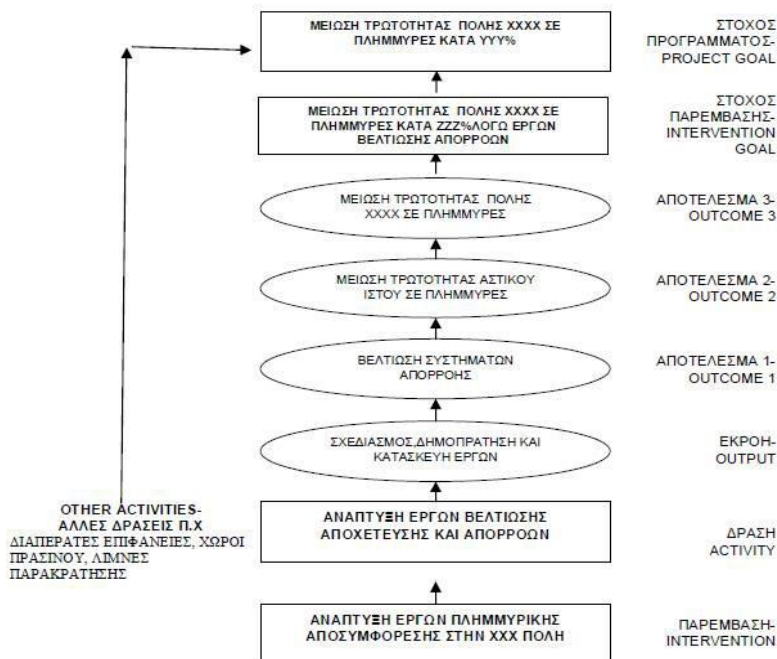 ΜΕΙΩΣΗ ΤΡΩΤΟΤΗΤΑΣ ΠΟΛΗΣ ΧΧΧΧ ΣΕ
ΠΛΗΜΜΥΡΕΣ ΚΑΤΑ ΥΥΥ%
ΣΤΟΧΟΣ
ΠΡΟΓΡΑΜΜΑΤΟΣ-
PROJECT GOAL
ΜΕΙΩΣΗ ΤΡΩΤΟΤΗΤΑΣ ΠΟΛΗΣ ΧΧΧΧ ΣΕ
ΠΛΗΜΜΥΡΕΣ ΚΑΤΑ ΖΖΖ%ΛΟΓΩ ΕΡΓΩΝ
ΒΕΛΤΙΩΣΗΣ ΑΠΟΡΡΟΩΝ
ΣΤΟΧΟΣ
ΠΑΡΕΜΒΑΣΗΣ-
INTERVENTION
GOAL
ΜΕΙΩΣΗ ΤΡΩΤΟΤΗΤΑΣ ΠΟΛΗΣ
ΧΧΧΧ ΣΕ ΠΛΗΜΜΥΡΕΣ
ΑΠΟΤΕΛΕΣΜΑ 3-
OUTCOME 3
ΜΕΙΩΣΗ ΤΡΩΤΟΤΗΤΑΣ ΑΣΤΙΚΟΥ
ΙΣΤΟΥ ΣΕ ΠΛΗΜΜΥΡΕΣ
ΑΠΟΤΕΛΕΣΜΑ 2-
OUTCOME 2
ΒΕΛΤΙΩΣΗ ΣΥΣΤΗΜΑΤΩΝ
ΑΠΟΡΡΟΗΣ
ΑΠΟΤΕΛΕΣΜΑ 1-
OUTCOME 1
ΣΧΕΔΙΑΣΜΟΣ,ΔΗΜΟΠΡΑΤΗΣΗ ΚΑΙ
ΚΑΤΑΣΚΕΥΗ ΕΡΓΩΝ
ΕΚΡΟΗ-
OUTPUT
OTHER ACTIVITIES-
ΑΛΛΕΣ ΔΡΑΣΕΙΣ Π.Χ
ΔΙΑΠΕΡΑΤΕΣ ΕΠΙΦΑΝΕΙΕΣ, ΧΩΡΟΙ
ΠΡΑΣΙΝΟΥ, ΛΙΜΝΕΣ
ΠΑΡΑΚΡΑΤΗΣΗΣ
ΑΝΑΠΤΥΞΗ ΕΡΓΩΝ ΒΕΛΤΙΩΣΗΣ
ΑΠΟΧΕΤΕΥΣΗΣ ΚΑΙ ΑΠΟΡΡΟΩΝ
ΔΡΑΣΗ
ACTIVITY
ΑΝΑΠΤΥΞΗ ΕΡΓΩΝ ΠΛΗΜΜΥΡΙΚΗΣ
ΑΠΟΣΥΜΦΟΡΕΣΗΣ ΣΤΗΝ ΧΧΧ ΠΟΛΗ
ΠΑΡΕΜΒΑΣΗ-
INTERVENTION